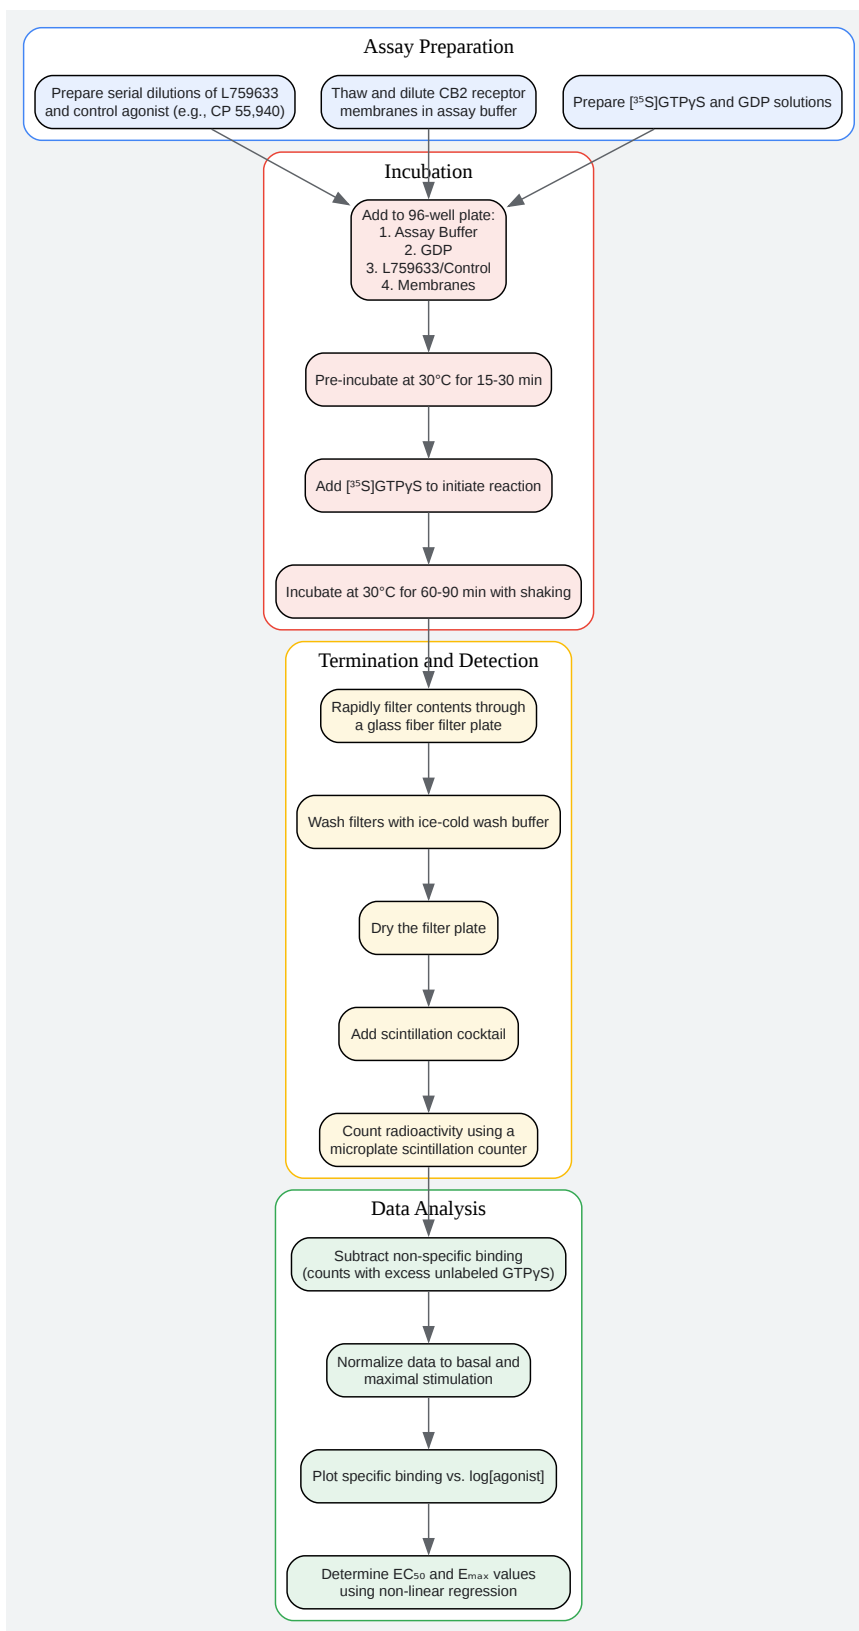 Assay Preparation
Prepare serial dilutions of L759633
and control agonist (e.g., CP 55,940)
Thaw and dilute CB2 receptor
membranes in assay buffer
Prepare [³⁵S]GTPγS and GDP solutions
Incubation
Add to 96-well plate:
1. Assay Buffer
2. GDP
3. L759633/Control
4. Membranes
Pre-incubate at 30°C for 15-30 min
Add [³⁵S]GTPγS to initiate reaction
Incubate at 30°C for 60-90 min with shaking
Termination and Detection
Rapidly filter contents through
a glass fiber filter plate
Wash filters with ice-cold wash buffer
Dry the filter plate
Add scintillation cocktail
Count radioactivity using a
microplate scintillation counter
Data Analysis
Subtract non-specific binding
(counts with excess unlabeled GTPγS)
Normalize data to basal and
maximal stimulation
Plot specific binding vs. log[agonist]
Determine EC₅₀ and Eₘₐₓ values
using non-linear regression